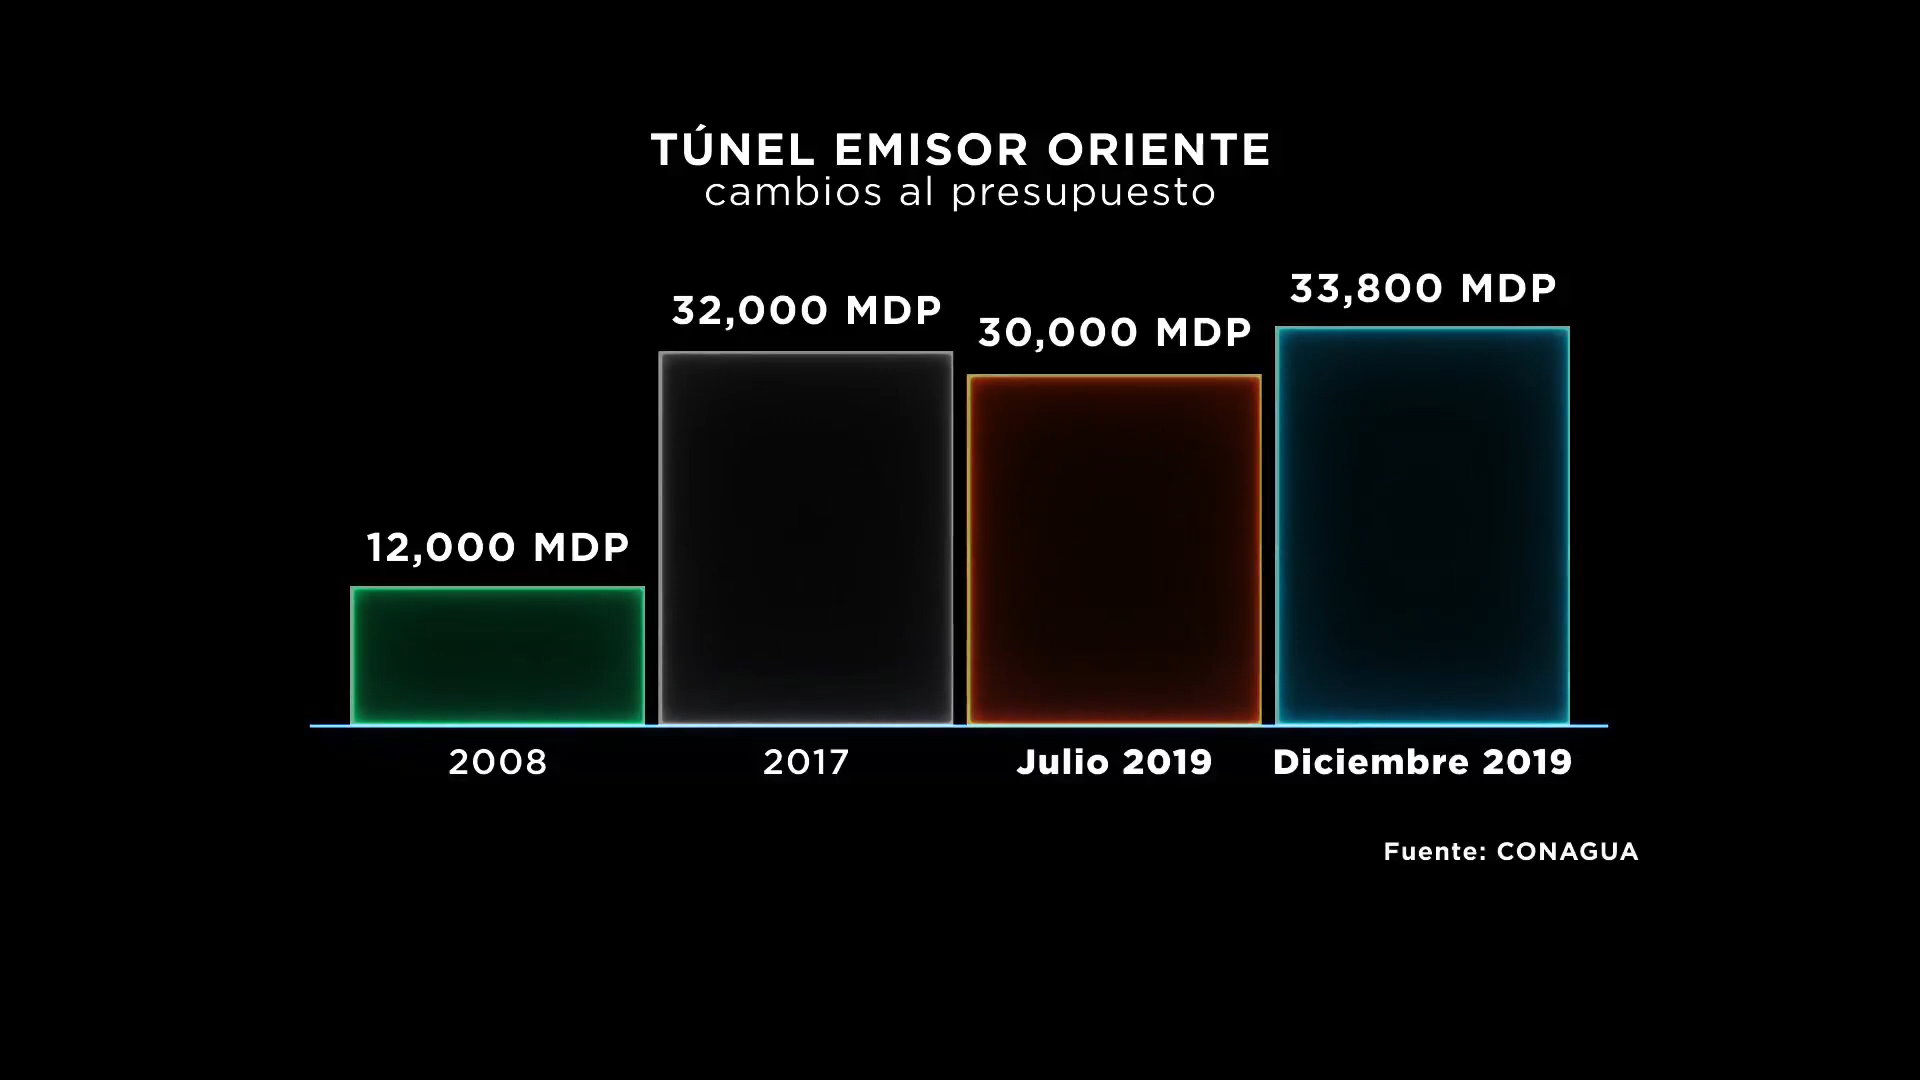 TÚNEL EMISOR ORIENTE
cambios al presupuesto
12,000 MDP
32,000 MDP
30,000 MDP
33,800 MDP
2008
2017
Julio 2019
Diciembre 2019
Fuente: CONAGUA